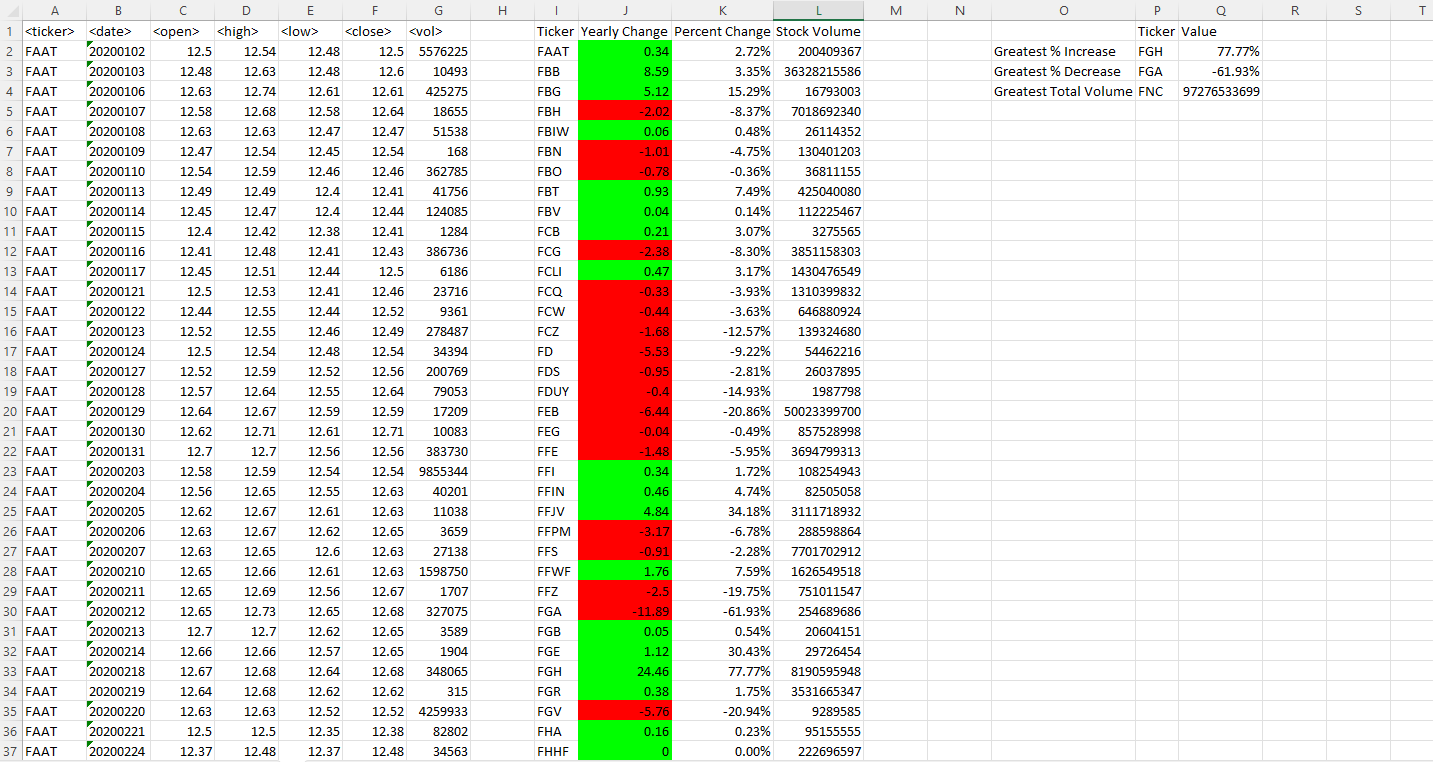 A B C D E F G H I J K L M N O P Q R S T
1 <ticker> <date> <open> <high> <low> <close> <vol> Ticker Yearly Change Percent Change Stock Volume Ticker Value
2 FAAT 20200102 12.5 12.54 12.48 12.5 5576225 FAAT 0.34 2.72% 200409367 Greatest % Increase FGH 77.77%
3 FAAT 20200103 12.48 12.63 12.48 12.6 10493 FBB 8.59 3.35% 36328215586 Greatest % Decrease FGA -61.93%
4 FAAT 20200106 12.63 12.74 12.61 12.61 425275 FBG 5.12 15.29% 16793003 Greatest Total Volume FNC 97276533699
5 FAAT 20200107 12.58 12.68 12.58 12.64 18655 FBH -2.02 -8.37% 7018692340
6 FAAT 20200108 12.63 12.63 12.47 12.47 51538 FBIW 0.06 0.48% 26114352
7 FAAT 20200109 12.47 12.54 12.45 12.54 168 FBN -1.01 -4.75% 130401203
8 FAAT 20200110 12.54 12.59 12.46 12.46 362785 FBO -0.78 -0.36% 36811155
9 FAAT 20200113 12.49 12.49 12.4 12.41 41756 FBT 0.93 7.49% 425040080
10 FAAT 20200114 12.45 12.47 12.4 12.44 124085 FBV 0.04 0.14% 112225467
11 FAAT 20200115 12.4 12.42 12.38 12.41 1284 FCB 0.21 3.07% 3275565
12 FAAT 20200116 12.41 12.48 12.41 12.43 386736 FCG -2.38 -8.30% 3851158303
13 FAAT 20200117 12.45 12.51 12.44 12.5 6186 FCLI 0.47 3.17% 1430476549
14 FAAT 20200121 12.5 12.53 12.41 12.46 23716 FCQ -0.33 -3.93% 1310399832
15 FAAT 20200122 12.44 12.55 12.44 12.52 9361 FCW -0.44 -3.63% 646880924
16 FAAT 20200123 12.52 12.55 12.46 12.49 278487 FCZ -1.68 -12.57% 139324680
17 FAAT 20200124 12.5 12.54 12.48 12.54 34394 FD -5.53 -9.22% 54462216
18 FAAT 20200127 12.52 12.59 12.52 12.56 200769 FDS -0.95 -2.81% 26037895
19 FAAT 20200128 12.57 12.64 12.55 12.64 79053 FDUY -0.4 -14.93% 1987798
20 FAAT 20200129 12.64 12.67 12.59 12.59 17209 FEB -6.44 -20.86% 50023399700
21 FAAT 20200130 12.62 12.71 12.61 12.71 10083 FEG -0.04 -0.49% 857528998
22 FAAT 20200131 12.7 12.7 12.56 12.56 383730 FFE -1.48 -5.95% 3694799313
23 FAAT 20200203 12.58 12.59 12.54 12.54 9855344 FFI 0.34 1.72% 108254943
24 FAAT 20200204 12.56 12.65 12.55 12.63 40201 FFIN 0.46 4.74% 82505058
25 FAAT 20200205 12.62 12.67 12.61 12.63 11038 FFJV 4.84 34.18% 3111718932
26 FAAT 20200206 12.63 12.67 12.62 12.65 3659 FFPM -3.17 -6.78% 288598864
27 FAAT 20200207 12.63 12.65 12.6 12.63 27138 FFS -0.91 -2.28% 7701702912
28 FAAT 20200210 12.65 12.66 12.61 12.63 1598750 FFWF 1.76 7.59% 1626549518
29 FAAT 20200211 12.65 12.69 12.56 12.67 1707 FFZ -2.5 -19.75% 751011547
30 FAAT 20200212 12.65 12.73 12.65 12.68 327075 FGA -11.89 -61.93% 254689686
31 FAAT 20200213 12.7 12.7 12.62 12.65 3589 FGB 0.05 0.54% 20604151
32 FAAT 20200214 12.66 12.66 12.57 12.65 1904 FGE 1.12 30.43% 29726454
33 FAAT 20200218 12.67 12.68 12.64 12.68 348065 FGH 24.46 77.77% 8190595948
34 FAAT 20200219 12.64 12.68 12.62 12.62 315 FGR 0.38 1.75% 3531665347
35 FAAT 20200220 12.63 12.63 12.52 12.52 4259933 FGV -5.76 -20.94% 9289585
36 FAAT 20200221 12.5 12.5 12.35 12.38 82802 FHA 0.16 0.23% 95155555
37 FAAT 20200224 12.37 12.48 12.37 12.48 34563 FHHF 0 0.00% 222696597